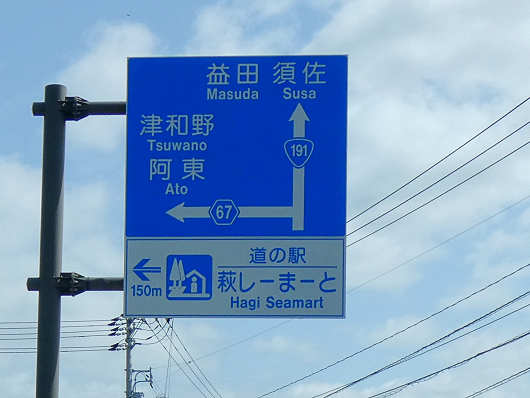 益田 須佐
Masuda Susa
津和野
Tsuwano
191
阿東
Ato
67
道の駅
萩しーまーと
150m
Hagi Seamart